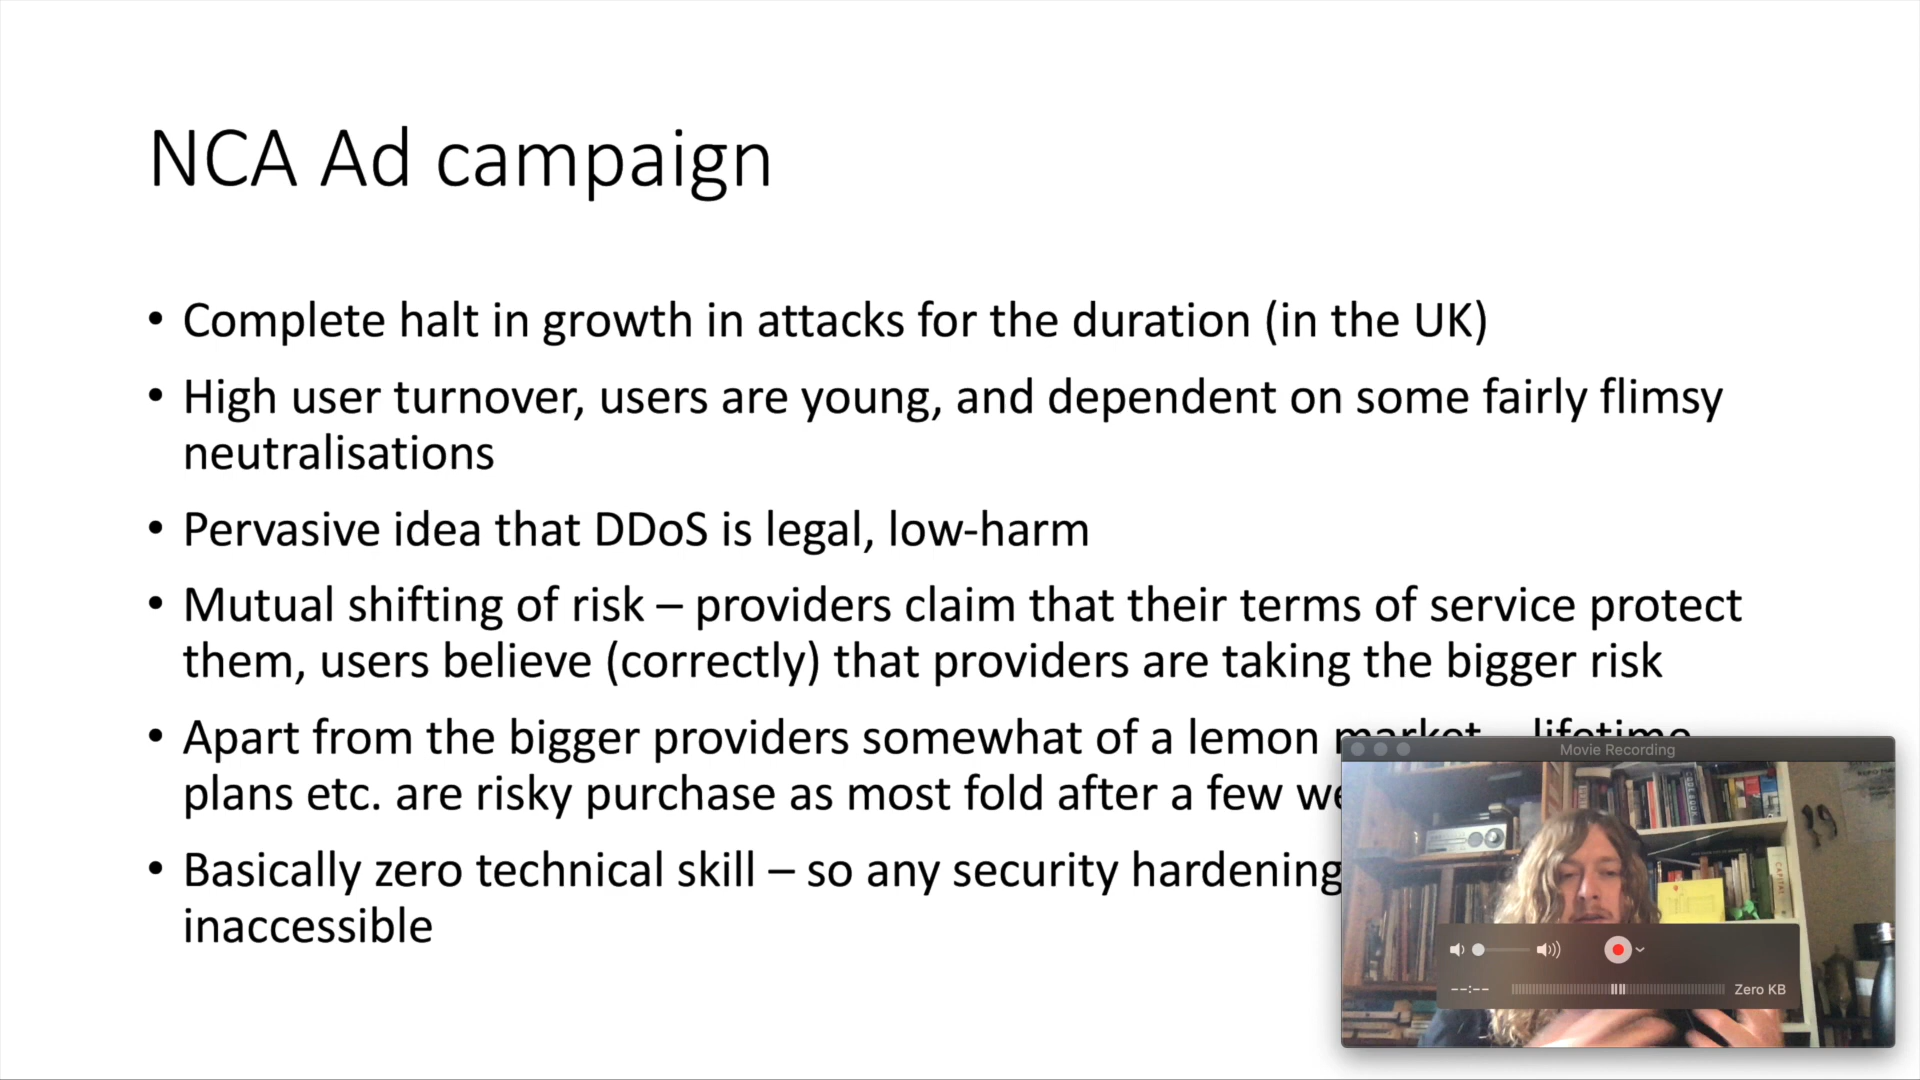 NCA Ad campaign
• Complete halt in growth in attacks for the duration (in the UK)
• High user turnover, users are young, and dependent on some fairly flimsy
neutralisations
• Pervasive idea that DDoS is legal, low-harm
• Mutual shifting of risk – providers claim that their terms of service protect
them, users believe (correctly) that providers are taking the bigger risk
• Apart from the bigger providers somewhat of a lemon market – lifetime
plans etc. are risky purchase as most fold after a few
• Basically zero technical skill – so any security hardening
inaccessible
Movie Recording
--:--
Zero KB